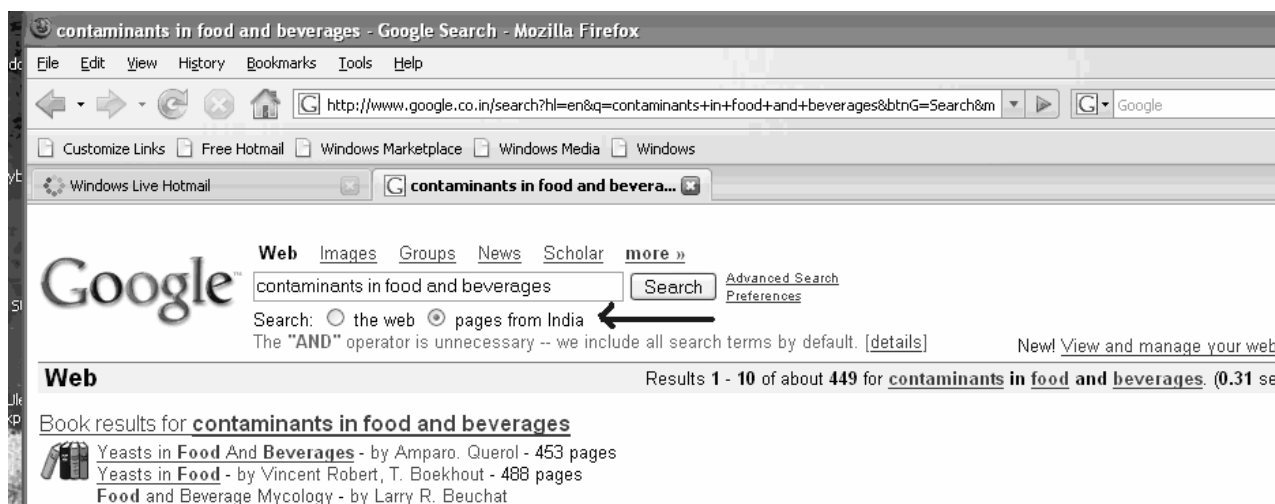 contaminants in food and beverages - Google Search - Mozilla Firefox
File Edit View History Bookmarks Tools Help
http://www.google.co.in/search?hl=en&q=contaminants+in+food+and+beverages&btnG=Search&m
Google
Customize Links Free Hotmail Windows Marketplace Windows Media Windows
Windows Live Hotmail contaminants in food and bevera...
Web Images Groups News Scholar more »
Google contaminants in food and beverages Search Advanced Search
Preferences
Search: the web pages from India
The "AND" operator is unnecessary -- we include all search terms by default. [details]
New! View and manage your web
Web Results 1 - 10 of about 449 for contaminants in food and beverages. (0.31 se
Book results for contaminants in food and beverages
Yeasts in Food And Beverages - by Amparo. Querol - 453 pages
Yeasts in Food - by Vincent Robert, T. Boekhout - 488 pages
Food and Beverage Mycology - by Larry R. Beuchat